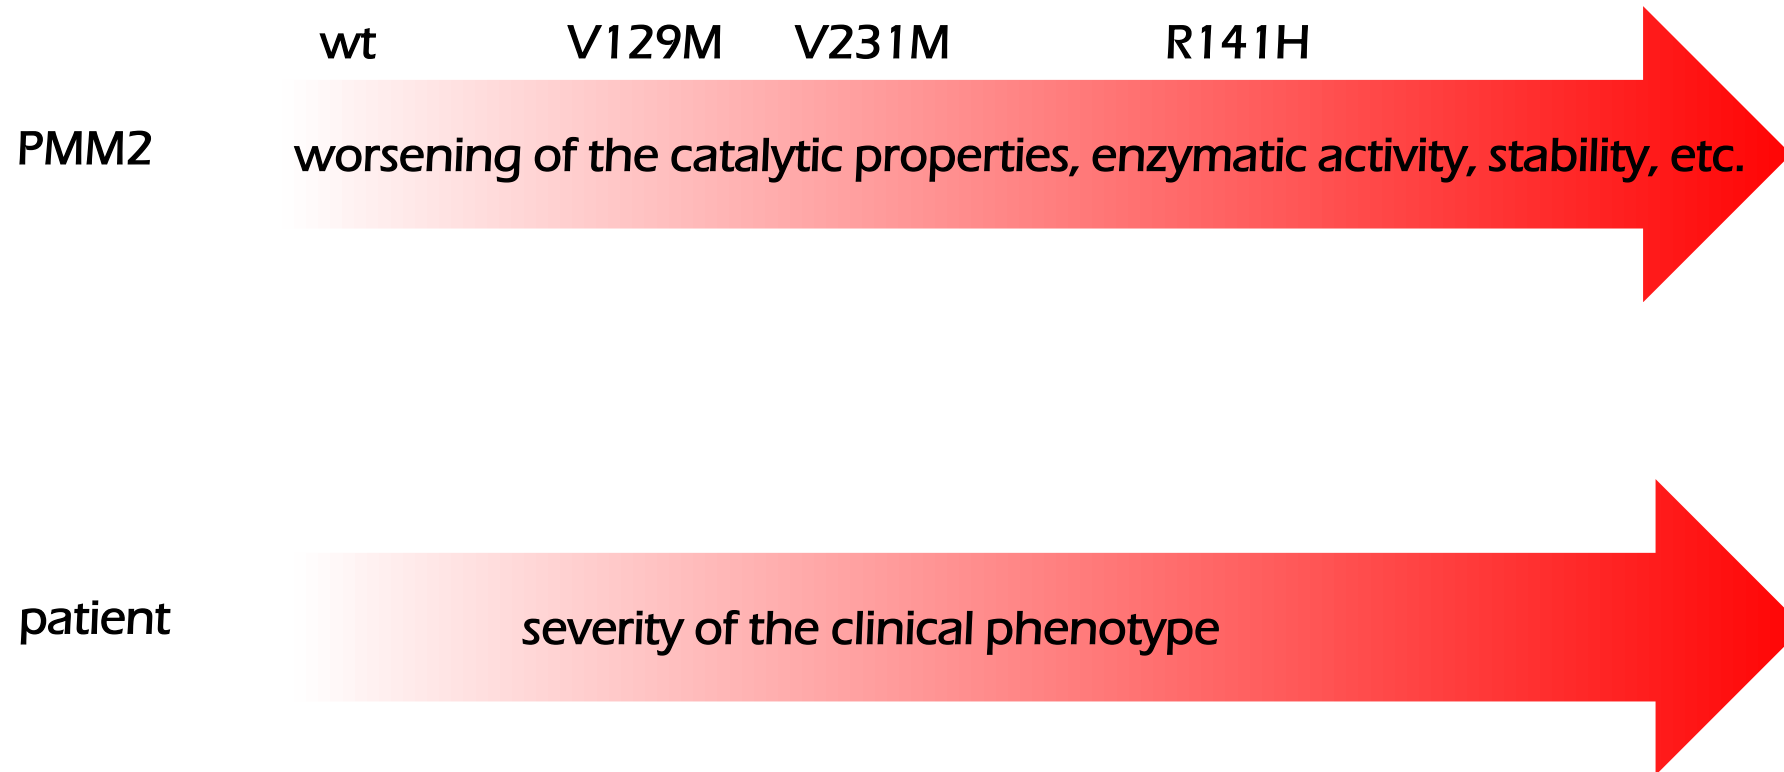 wt V129M V231M R141H
PMM2
worsening of the catalytic properties, enzymatic activity, stability, etc.
patient
severity of the clinical phenotype